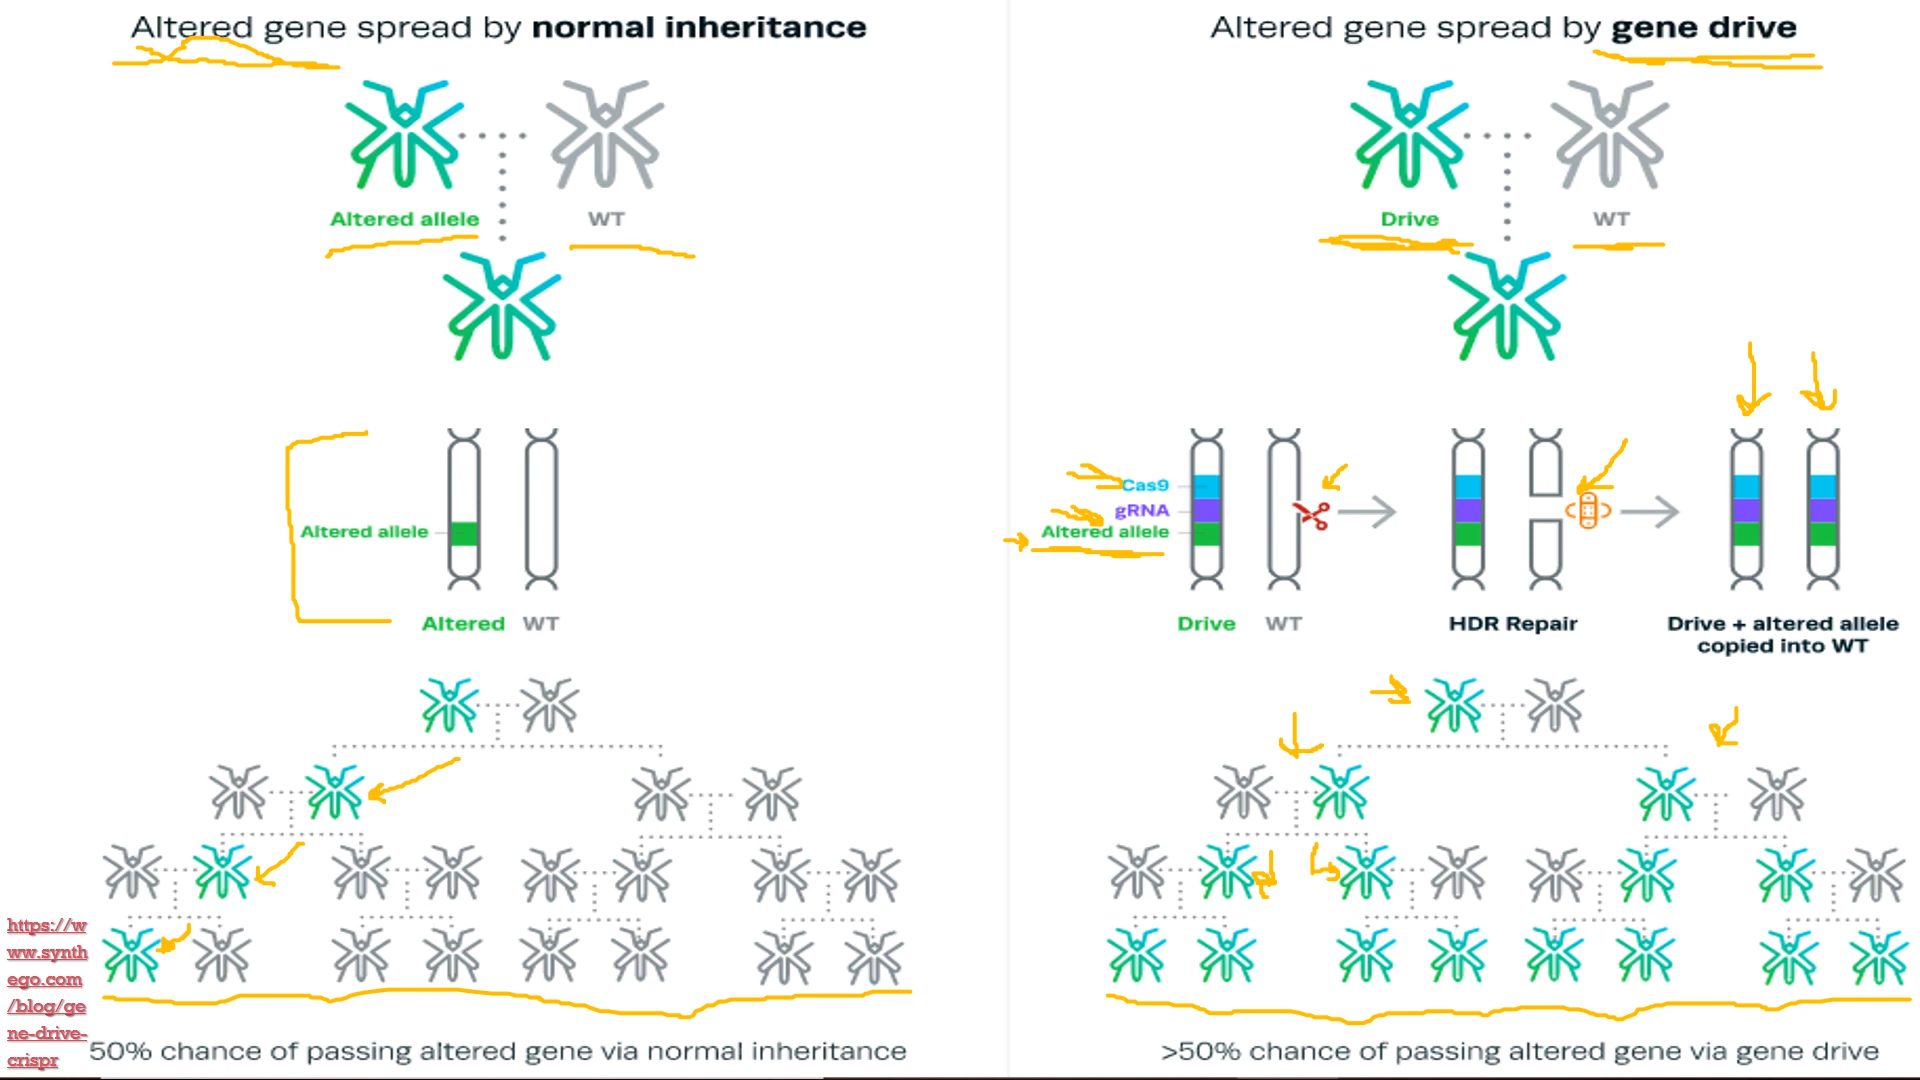 Altered gene spread by normal inheritance
Altered allele
WT
Altered allele
Altered WT
https://w
ww.synth
ego.com
/blog/ge
ne-drive-
crispr
50% chance of passing altered gene via normal inheritance
Altered gene spread by gene drive
Drive
WT
Cas9
gRNA
Altered allele
Drive WT
HDR Repair
Drive + altered allele
copied into WT
>50% chance of passing altered gene via gene drive